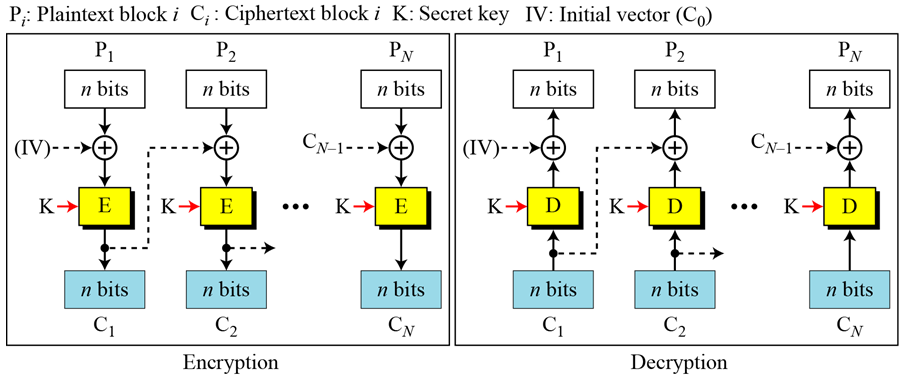 Pᵢ: Plaintext block i Cᵢ: Ciphertext block i K: Secret key IV: Initial vector (C₀)
P₁ P₂ P_N P₁ P₂ P_N
n bits n bits n bits n bits n bits n bits
(IV) + + C_N–1 + (IV) + + C_N–1 +
K E K E ••• K E K D K D ••• K D
n bits n bits n bits n bits n bits n bits
C₁ C₂ C_N C₁ C₂ C_N
Encryption Decryption